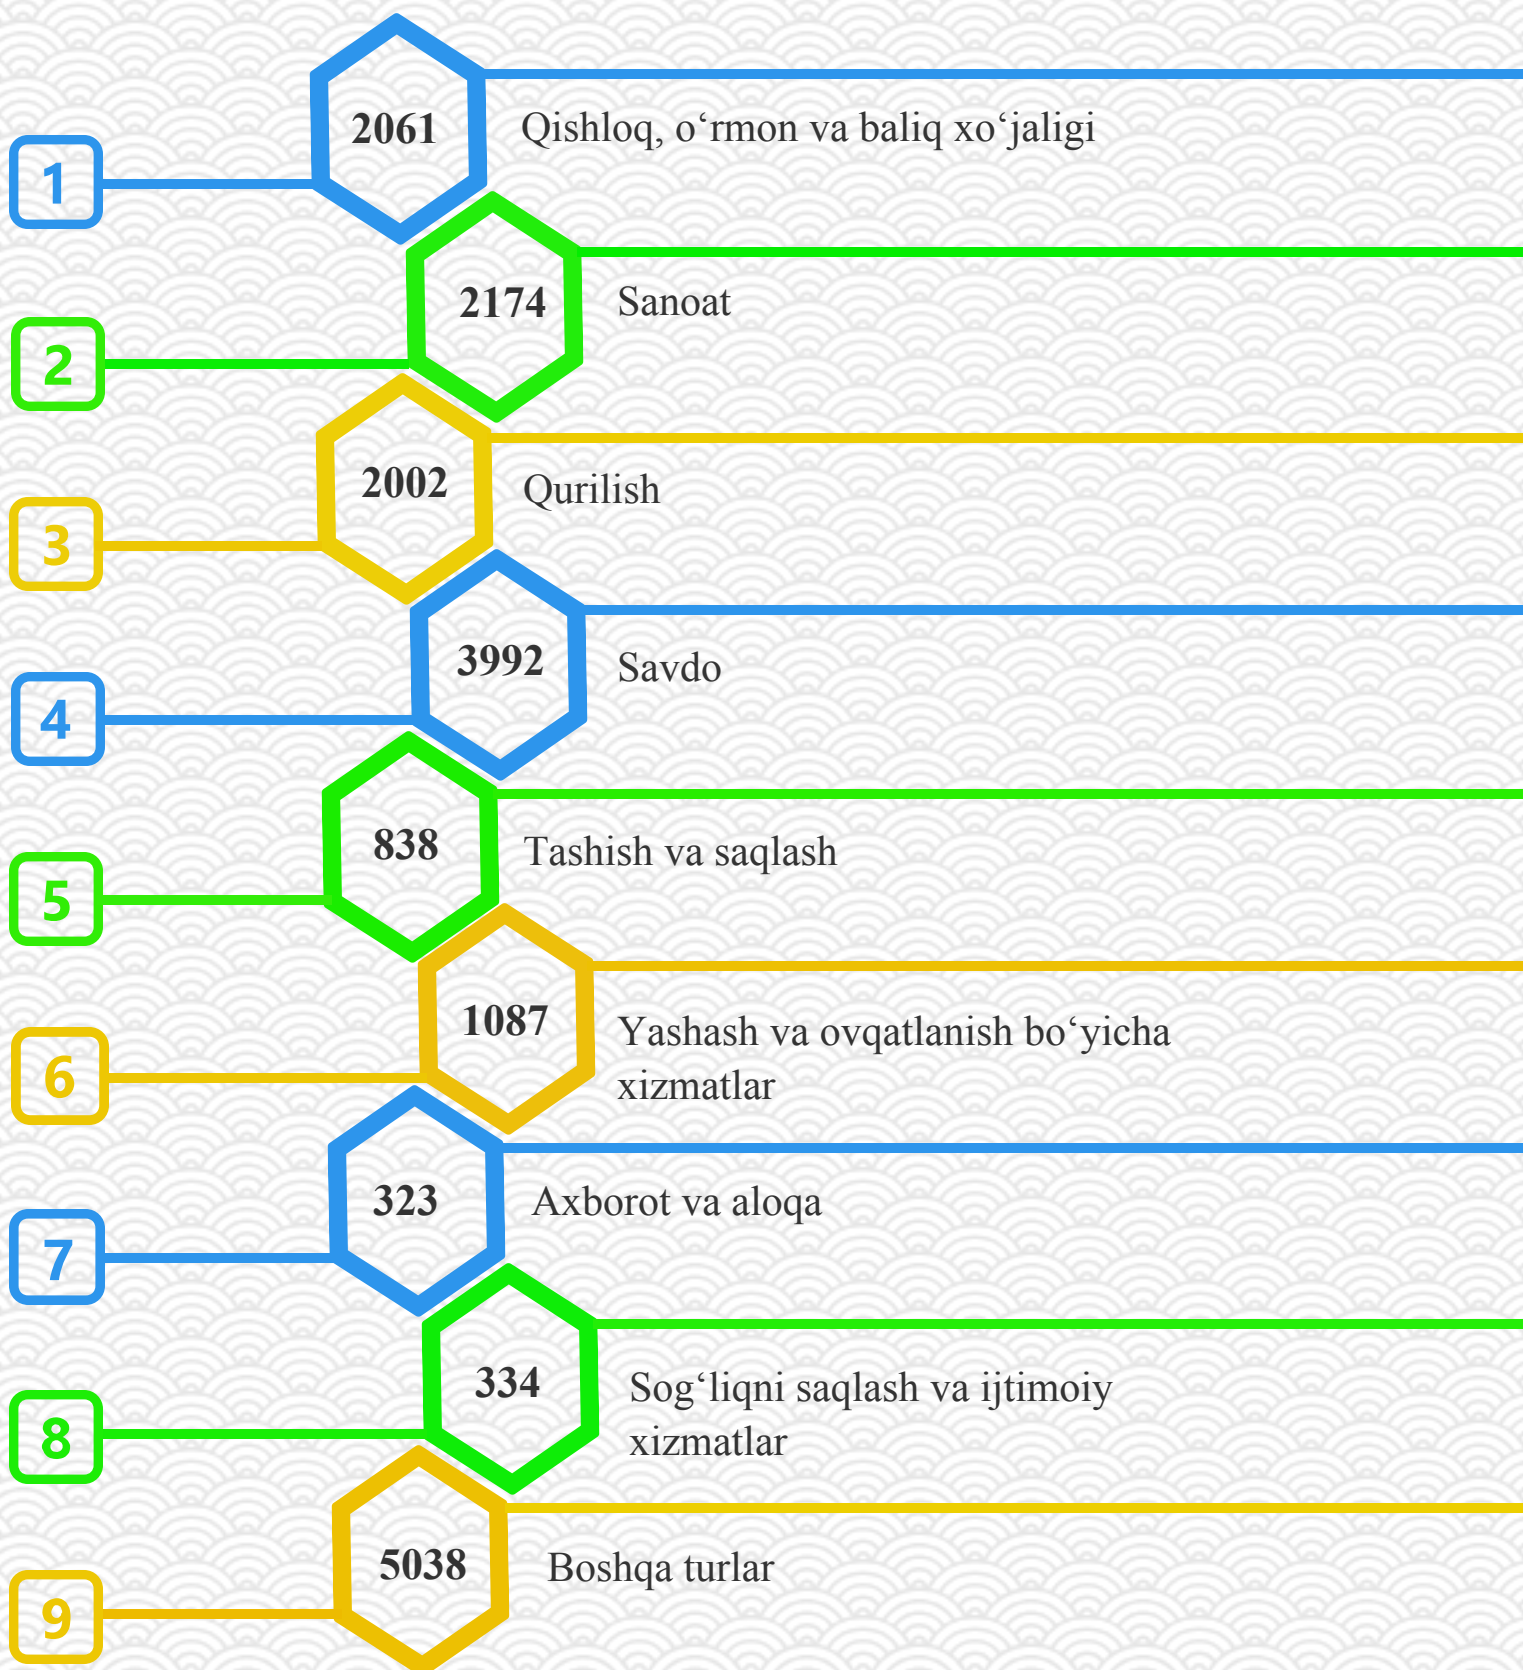 1
2061
Qishloq, o‘rmon va baliq xo‘jaligi
2
2174
Sanoat
3
2002
Qurilish
4
3992
Savdo
5
838
Tashish va saqlash
6
1087
Yashash va ovqatlanish bo‘yicha
xizmatlar
7
323
Axborot va aloqa
8
334
Sog‘liqni saqlash va ijtimoiy
xizmatlar
9
5038
Boshqa turlar